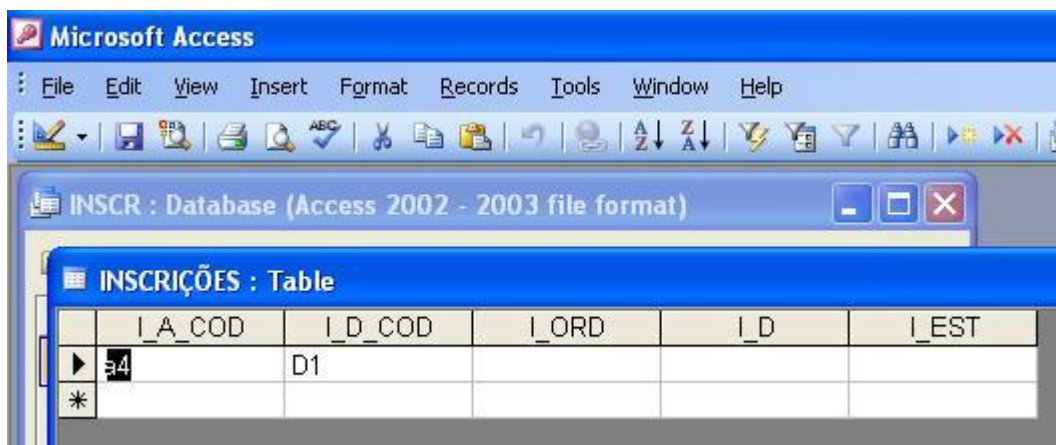 Microsoft Access
File Edit View Insert Format Records Tools Window Help
ABC A Z Z A
INSCR : Database (Access 2002 - 2003 file format)
INSCRIÇÕES : Table
I_A_COD I_D_COD I_ORD I_D I_EST
a4 D1